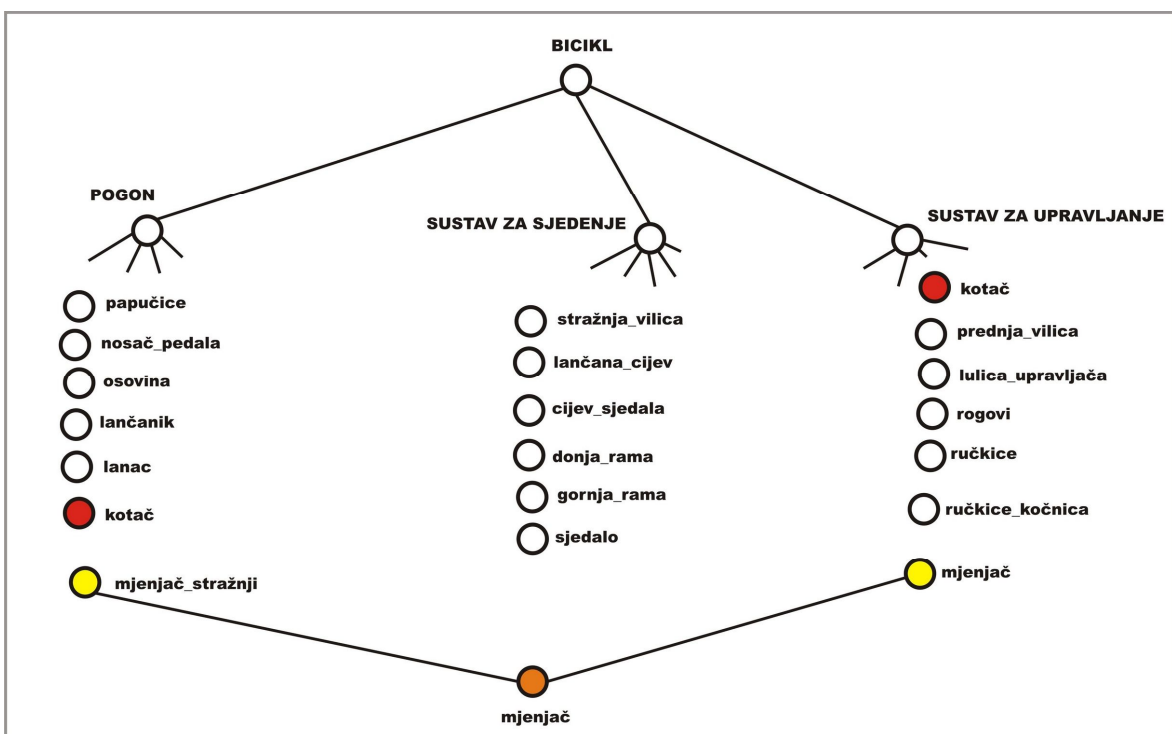 BICIKL
POGON
SUSTAV ZA SJEDENJE
SUSTAV ZA UPRAVLJANJE
papučice
nosač_pedala
osovina
lančanik
lanac
kotač
mjenjač_stražnji
stražnja_vilica
lančana_cijev
cijev_sjedala
donja_rama
gornja_rama
sjedalo
kotač
prednja_vilica
lulica_upravljača
rogovi
ručkice
ručkice_kočnica
mjenjač
mjenjač